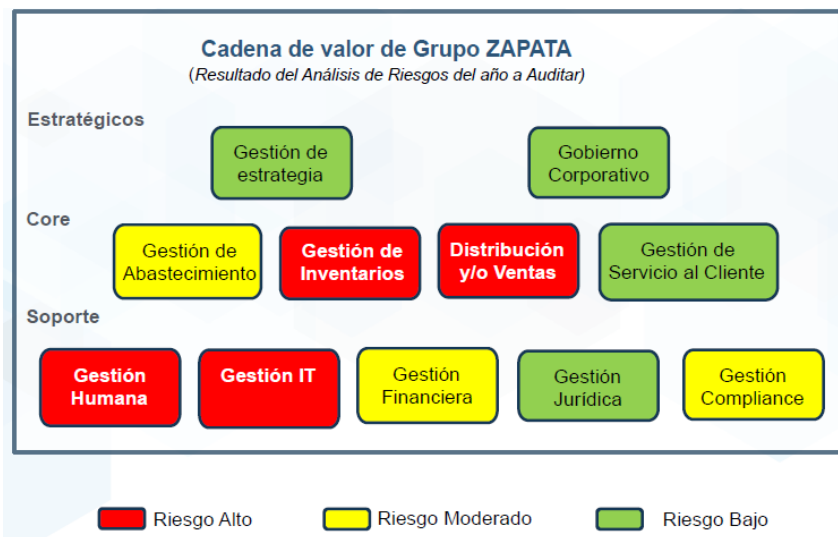 Cadena de valor de Grupo ZAPATA
(Resultado del Análisis de Riesgos del año a Auditar)
Estratégicos
Gestión de
estrategia
Gobierno
Corporativo
Core
Gestión de
Abastecimiento
Gestión de
Inventarios
Distribución
y/o Ventas
Gestión de
Servicio al Cliente
Soporte
Gestión
Humana
Gestión IT
Gestión
Financiera
Gestión
Jurídica
Gestión
Compliance
Riesgo Alto
Riesgo Moderado
Riesgo Bajo